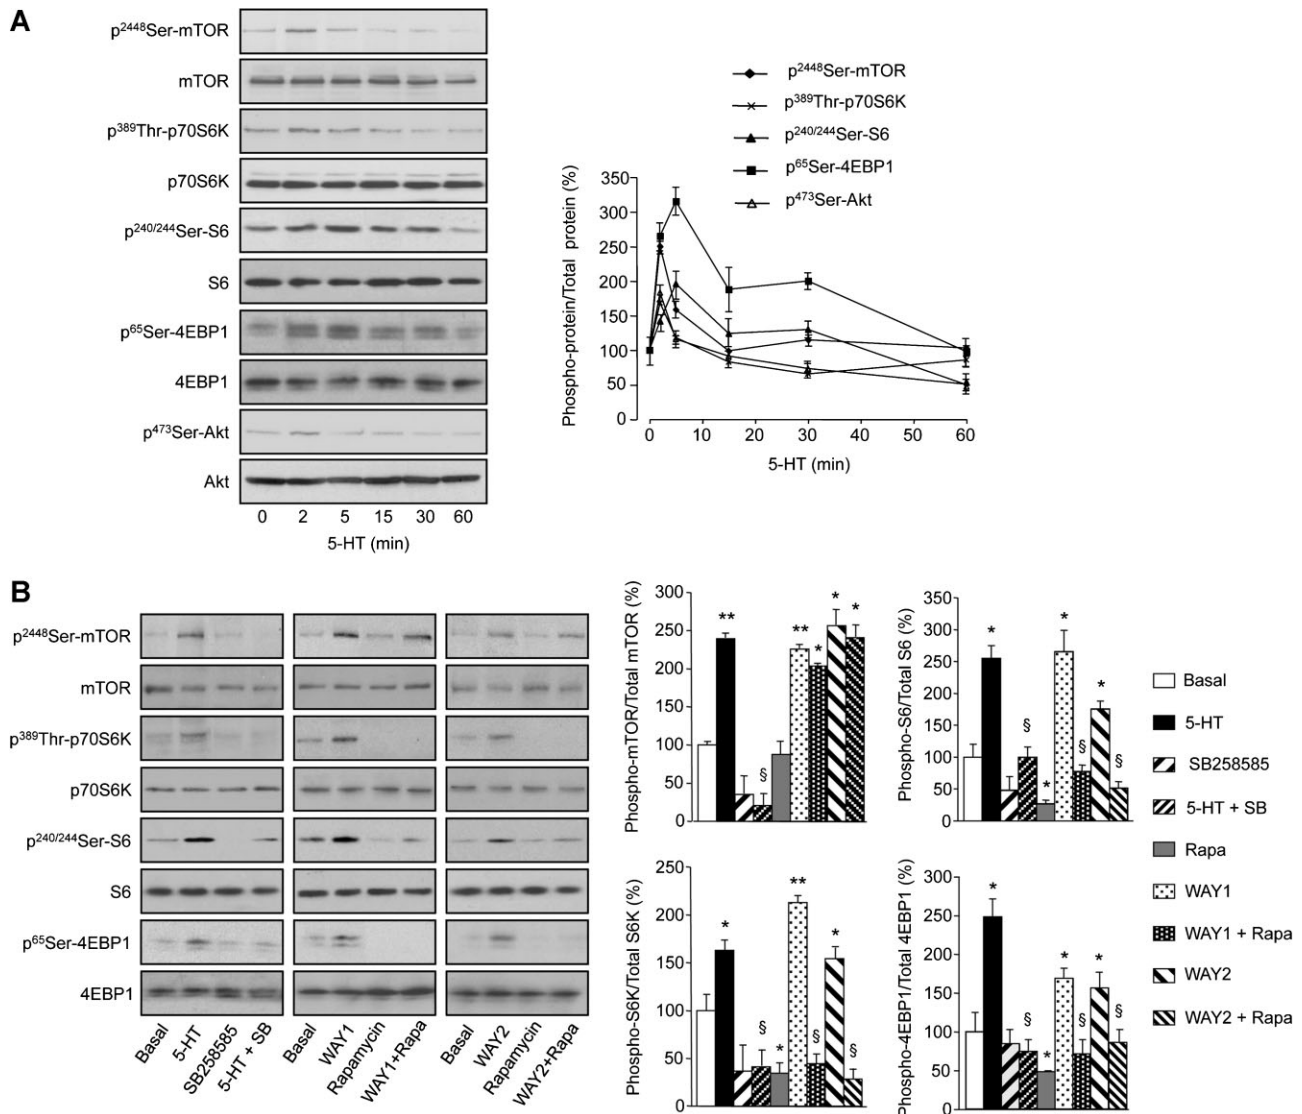 A
p²⁴⁴⁸Ser-mTOR
mTOR
p³⁸⁹Thr-p70S6K
p70S6K
p²⁴⁰/²⁴⁴Ser-S6
S6
p⁶⁵Ser-4EBP1
4EBP1
p⁴⁷³Ser-Akt
Akt
0 2 5 15 30 60
5-HT (min)
p²⁴⁴⁸Ser-mTOR
p³⁸⁹Thr-p70S6K
p²⁴⁰/²⁴⁴Ser-S6
p⁶⁵Ser-4EBP1
p⁴⁷³Ser-Akt
Phospho-protein/Total protein (%)
350
300
250
200
150
100
50
0
0 10 20 30 40 50 60
5-HT (min)
B
p²⁴⁴⁸Ser-mTOR
mTOR
p³⁸⁹Thr-p70S6K
p70S6K
p²⁴⁰/²⁴⁴Ser-S6
S6
p⁶⁵Ser-4EBP1
4EBP1
Basal 5-HT SB258585 5-HT + SB
Basal WAY1 Rapamycin WAY1+Rapa
Basal WAY2 Rapamycin WAY2+Rapa
Phospho-mTOR/Total mTOR (%)
300
250
200
150
100
50
0
** § ** * * *
Phospho-S6/Total S6 (%)
350
300
250
200
150
100
50
0
* § * * § * §
Phospho-S6K/Total S6K (%)
250
200
150
100
50
0
* § * ** § * §
Phospho-4EBP1/Total 4EBP1 (%)
300
250
200
150
100
50
0
* § * * § * §
Basal
5-HT
SB258585
5-HT + SB
Rapa
WAY1
WAY1 + Rapa
WAY2
WAY2 + Rapa